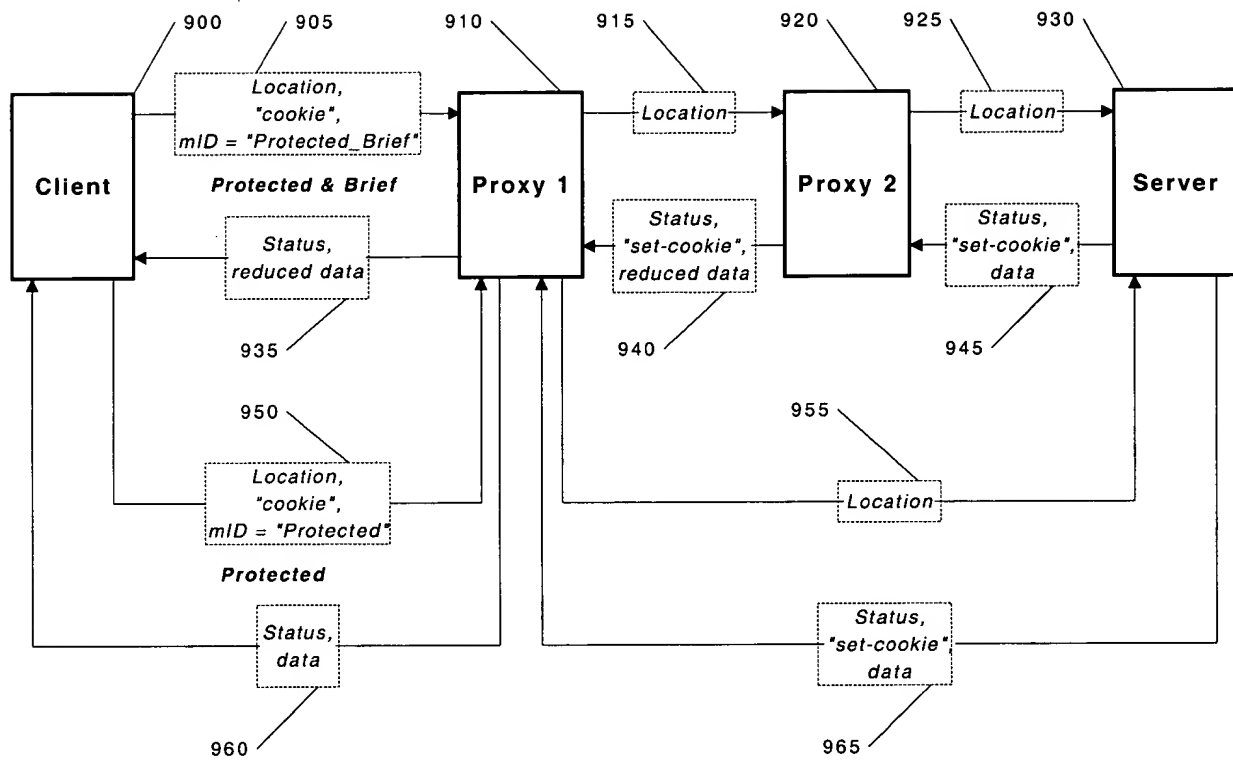 900
905
910
915
920
925
930
Location,
"cookie",
mID = "Protected_Brief"
Location
Location
Client
Protected & Brief
Proxy 1
Proxy 2
Server
Status,
reduced data
Status,
"set-cookie",
reduced data
Status,
"set-cookie",
data
935
940
945
950
955
Location,
"cookie",
mID = "Protected"
Location
Protected
Status,
data
Status,
"set-cookie",
data
960
965